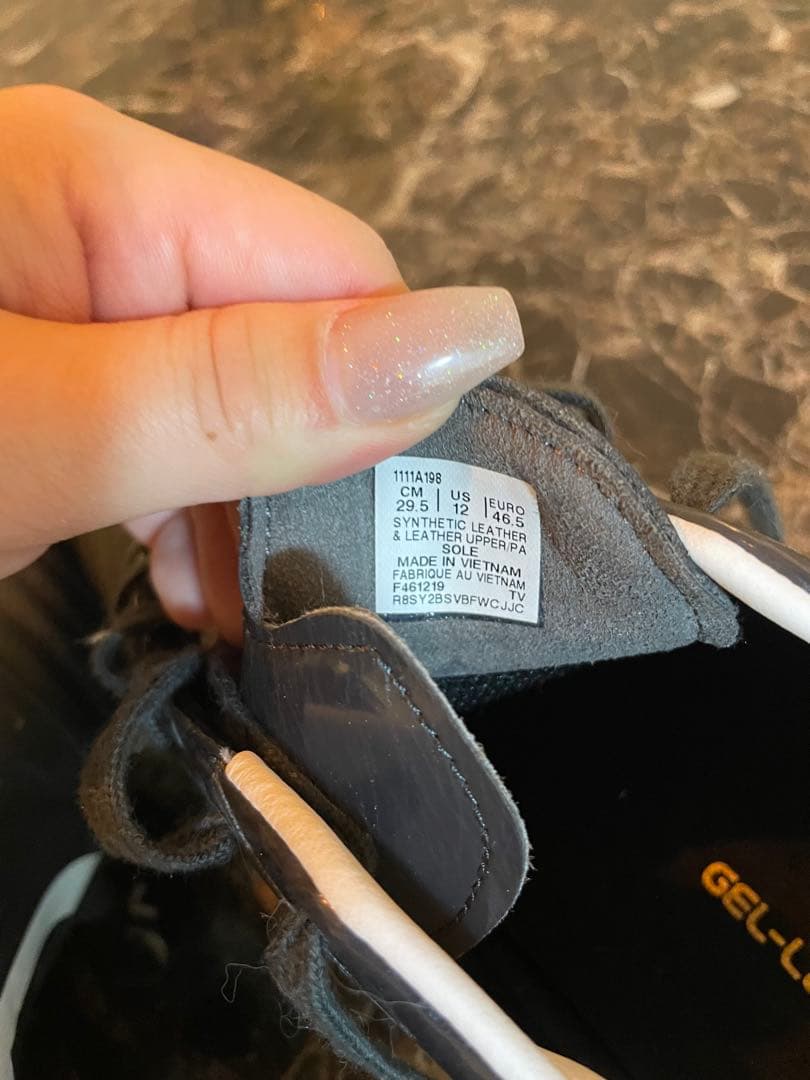 1111A198
CM 29.5 | US 12 | EURO 46.5
SYNTHETIC LEATHER
& LEATHER UPPER/PA
SOLE
MADE IN VIETNAM
FABRIQUE AU VIETNAM
F461219 TV
R8SY2BSVBFWCJJC
GEL-L